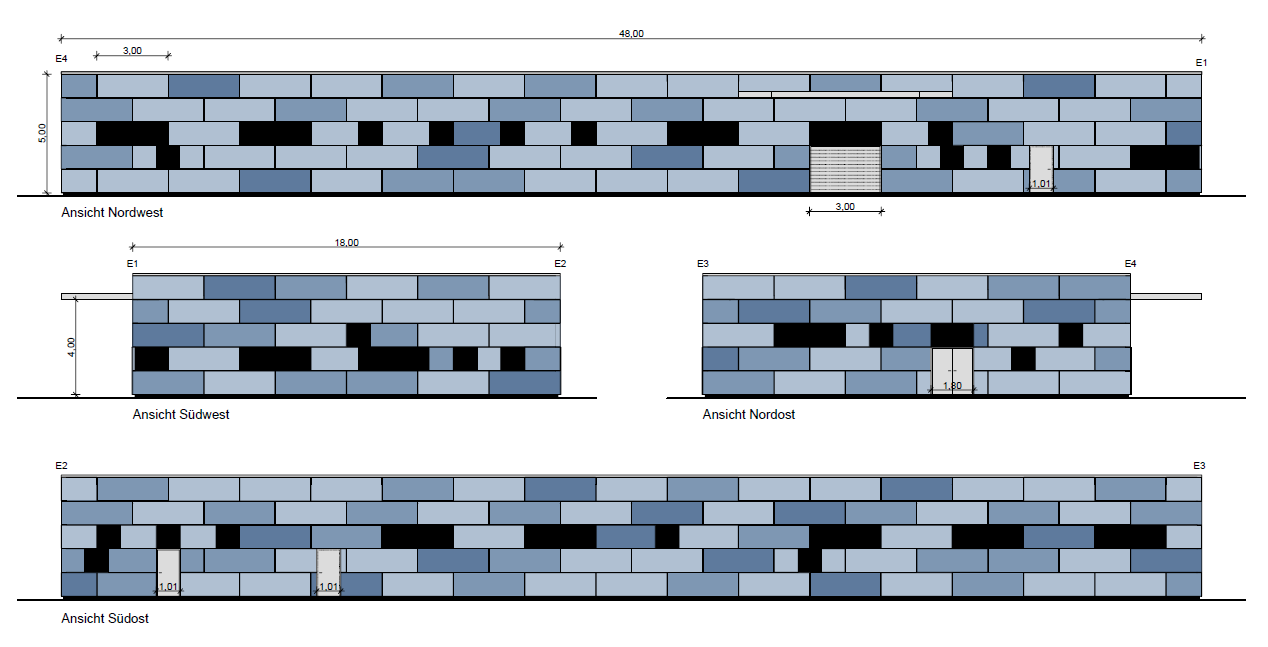 48,00
E4
3,00
E1
5,00
1,01
3,00
Ansicht Nordwest
18,00
E1
E2
E3
E4
4,00
1,80
Ansicht Südwest
Ansicht Nordost
E2
E3
1,01
1,01
Ansicht Südost